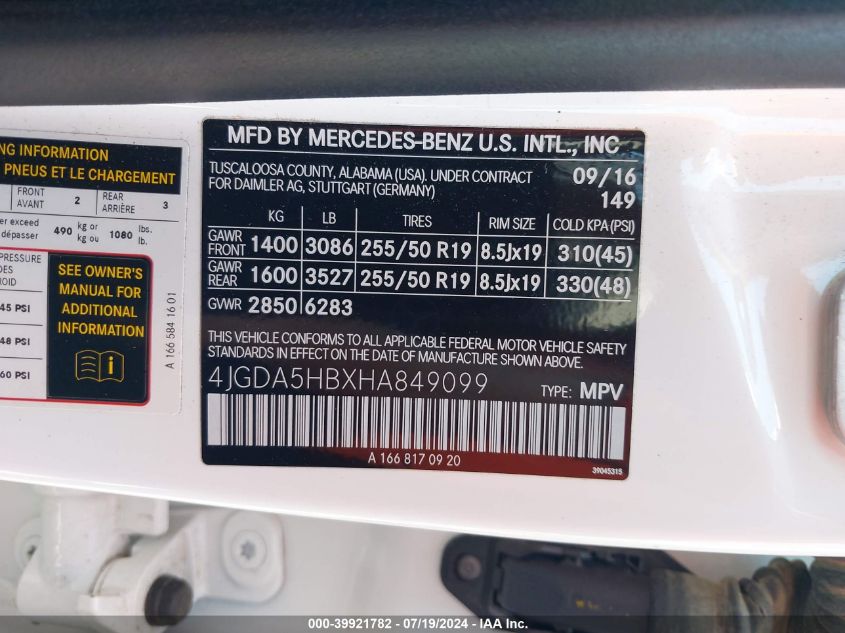 NG INFORMATION
PNEUS ET LE CHARGEMENT
FRONT AVANT 2 REAR ARRIÈRE 3
er exceed
dépasser 490 kg or kg ou 1080 lbs. lb.
PRESSURE
DES
ROID
45 PSI
48 PSI
60 PSI
SEE OWNER'S
MANUAL FOR
ADDITIONAL
INFORMATION
A 166 584 16 01
MFD BY MERCEDES-BENZ U.S. INTL., INC.
TUSCALOOSA COUNTY, ALABAMA (USA). UNDER CONTRACT 09/16
FOR DAIMLER AG, STUTTGART (GERMANY) 149
KG LB TIRES RIM SIZE COLD KPA (PSI)
GAWR FRONT 1400 3086 255/50 R19 8.5Jx19 310(45)
GAWR REAR 1600 3527 255/50 R19 8.5Jx19 330(48)
GVWR 2850 6283
THIS VEHICLE CONFORMS TO ALL APPLICABLE FEDERAL MOTOR VEHICLE SAFETY
STANDARDS IN EFFECT ON THE DATE OF MANUFACTURE SHOWN ABOVE.
4JGDA5HBXHA849099 TYPE: MPV
A 166 817 09 20
39045315
000-39921782 - 07/19/2024 - IAA, Inc.